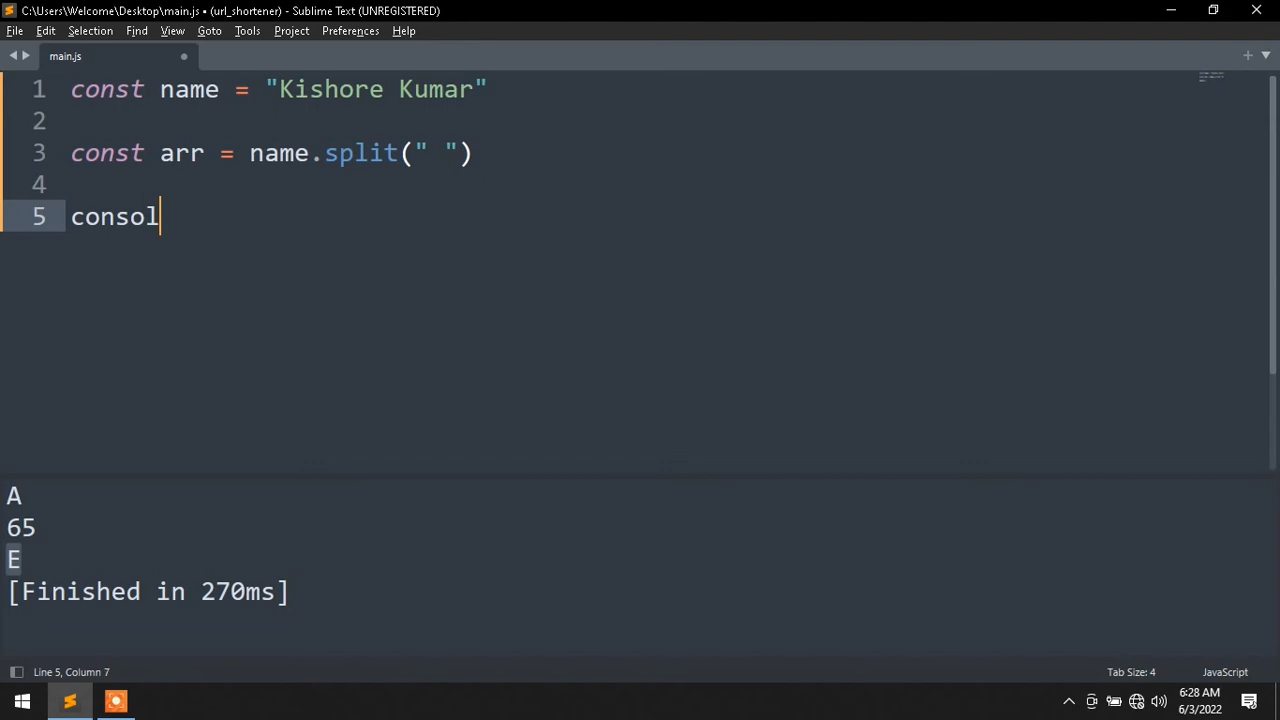 C:\Users\Welcome\Desktop\main.js • (url_shortener) - Sublime Text (UNREGISTERED)
File Edit Selection Find View Goto Tools Project Preferences Help
main.js
1 const name = "Kishore Kumar"
2
3 const arr = name.split(" ")
4
5 consol
A
65
E
[Finished in 270ms]
Line 5, Column 7 Tab Size: 4 JavaScript
6:28 AM
6/3/2022